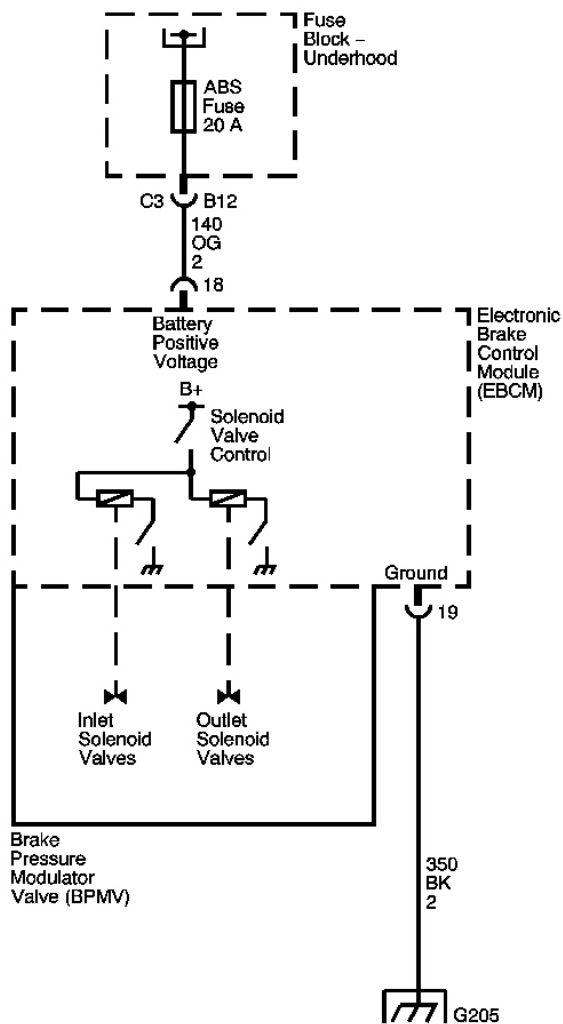 Fuse
Block –
Underhood
ABS
Fuse
20 A
C3 B12
140
OG
2
18
Battery
Positive
Voltage
Electronic
Brake
Control
Module
(EBCM)
B+
Solenoid
Valve
Control
Ground
19
Inlet
Solenoid
Valves
Outlet
Solenoid
Valves
Brake
Pressure
Modulator
Valve (BPMV)
350
BK
2
G205